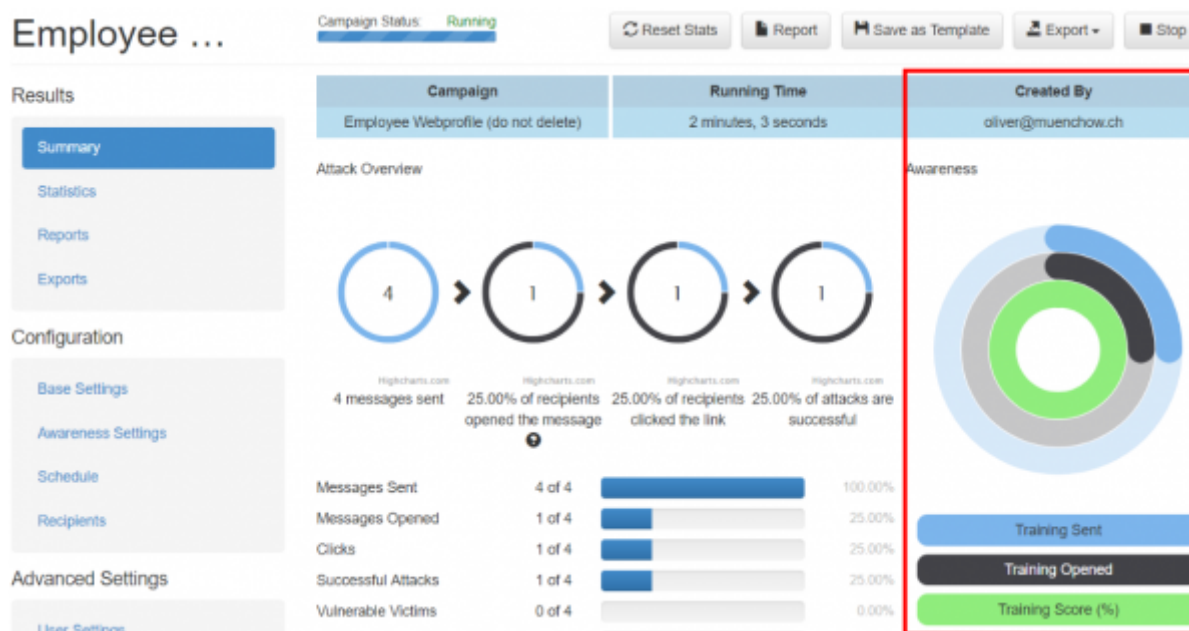 Employee ...
Campaign Status: Running
Reset Stats
Report
Save as Template
Export
Stop
Results
Summary
Statistics
Reports
Exports
Configuration
Base Settings
Awareness Settings
Schedule
Recipients
Advanced Settings
User Settings
Campaign
Running Time
Created By
Employee Webprofile (do not delete)
2 minutes, 3 seconds
oliver@muenchow.ch
Attack Overview
4
1
1
1
Highcharts.com
Highcharts.com
Highcharts.com
Highcharts.com
4 messages sent
25.00% of recipients
opened the message
25.00% of recipients
clicked the link
25.00% of attacks are
successful
Messages Sent 4 of 4 100.00%
Messages Opened 1 of 4 25.00%
Clicks 1 of 4 25.00%
Successful Attacks 1 of 4 25.00%
Vulnerable Victims 0 of 4 0.00%
Awareness
Training Sent
Training Opened
Training Score (%)